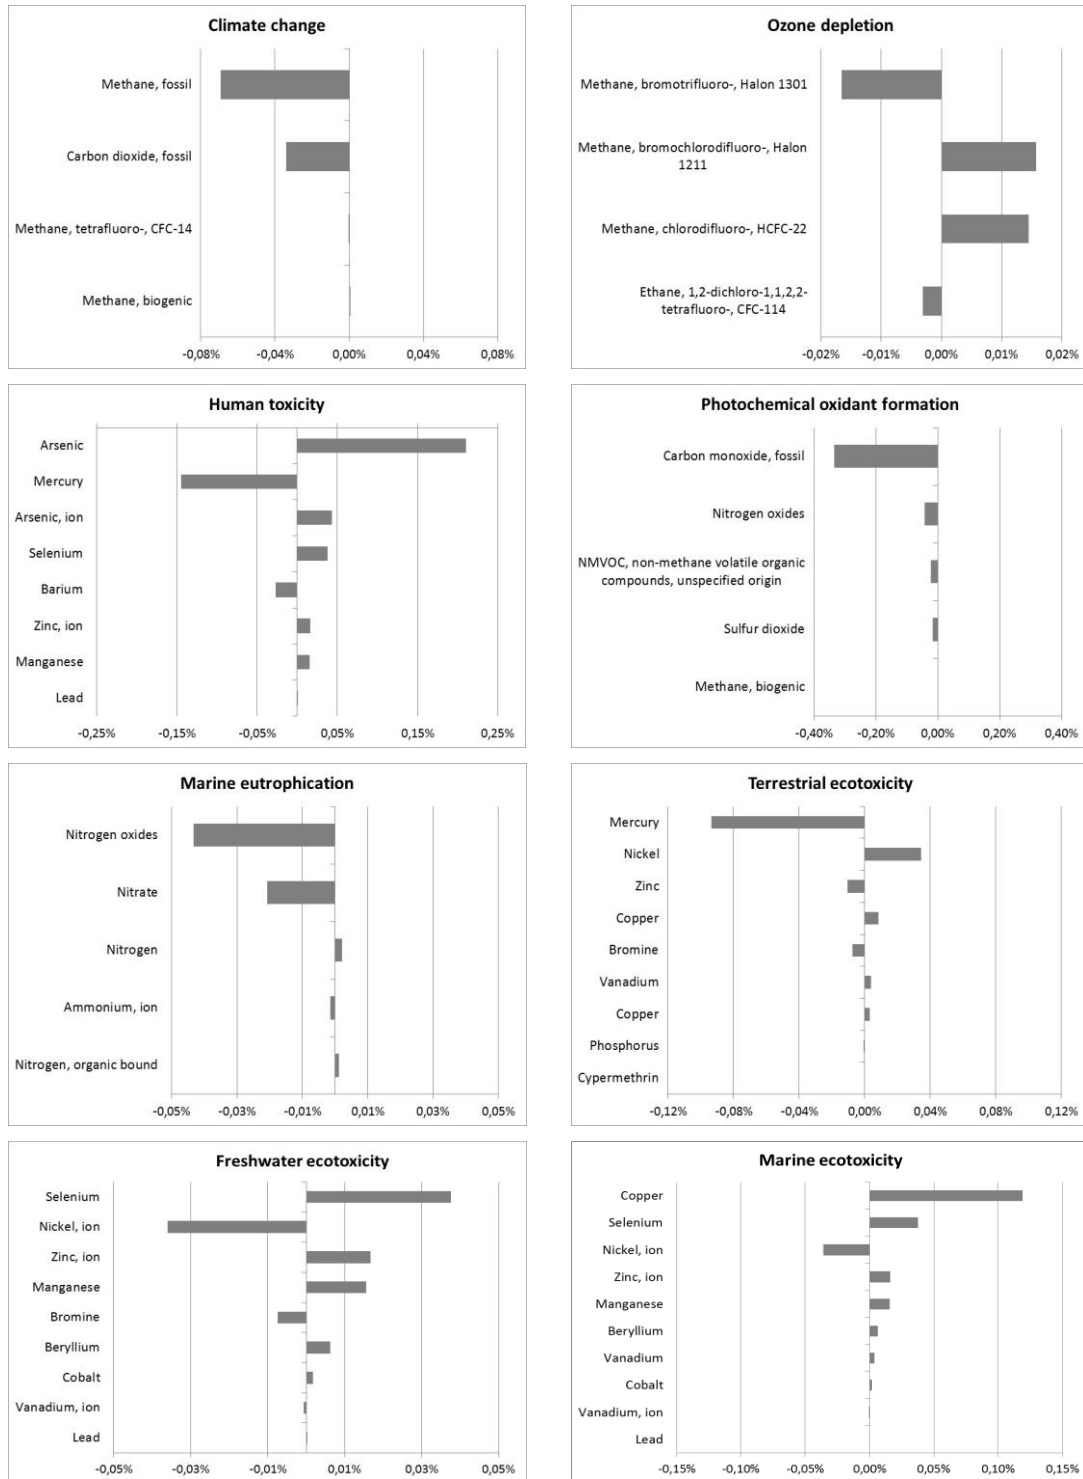 Climate change
Methane, fossil
Carbon dioxide, fossil
Methane, tetrafluoro-, CFC-14
Methane, biogenic
-0,08% -0,04% 0,00% 0,04% 0,08%
Ozone depletion
Methane, bromotrifluoro-, Halon 1301
Methane, bromochlorodifluoro-, Halon
1211
Methane, chlorodifluoro-, HCFC-22
Ethane, 1,2-dichloro-1,1,2,2-
tetrafluoro-, CFC-114
-0,02% -0,01% 0,00% 0,01% 0,02%
Human toxicity
Arsenic
Mercury
Arsenic, ion
Selenium
Barium
Zinc, ion
Manganese
Lead
-0,25% -0,15% -0,05% 0,05% 0,15% 0,25%
Photochemical oxidant formation
Carbon monoxide, fossil
Nitrogen oxides
NMVOC, non-methane volatile organic
compounds, unspecified origin
Sulfur dioxide
Methane, biogenic
-0,40% -0,20% 0,00% 0,20% 0,40%
Marine eutrophication
Nitrogen oxides
Nitrate
Nitrogen
Ammonium, ion
Nitrogen, organic bound
-0,05% -0,03% -0,01% 0,01% 0,03% 0,05%
Terrestrial ecotoxicity
Mercury
Nickel
Zinc
Copper
Bromine
Vanadium
Copper
Phosphorus
Cypermethrin
-0,12% -0,08% -0,04% 0,00% 0,04% 0,08% 0,12%
Freshwater ecotoxicity
Selenium
Nickel, ion
Zinc, ion
Manganese
Bromine
Beryllium
Cobalt
Vanadium, ion
Lead
-0,05% -0,03% -0,01% 0,01% 0,03% 0,05%
Marine ecotoxicity
Copper
Selenium
Nickel, ion
Zinc, ion
Manganese
Beryllium
Vanadium
Cobalt
Vanadium, ion
Lead
-0,15% -0,10% -0,05% 0,00% 0,05% 0,10% 0,15%